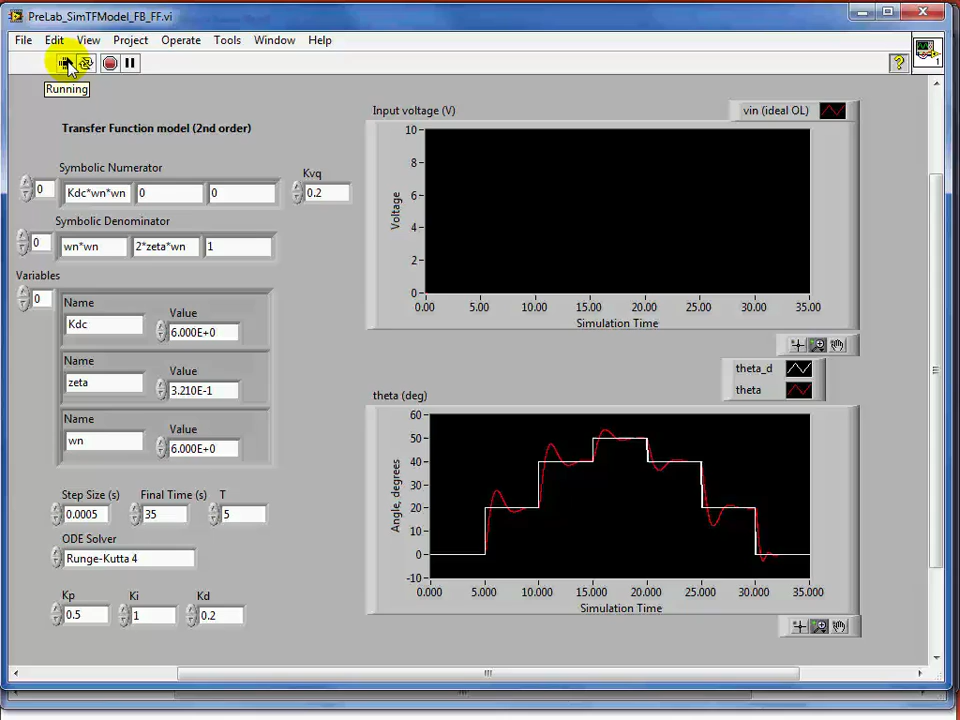 PreLab_SimTFModel_FB_FF.vi
File Edit View Project Operate Tools Window Help
? 1
Running
Transfer Function model (2nd order)
Symbolic Numerator
0 Kdc*wn*wn 0 0
Kvq
0.2
Symbolic Denominator
0 wn*wn 2*zeta*wn 1
Variables
0
Name Value
Kdc 6.000E+0
Name Value
zeta 3.210E-1
Name Value
wn 6.000E+0
Step Size (s) Final Time (s) T
0.0005 35 5
ODE Solver
Runge-Kutta 4
Kp Ki Kd
0.5 1 0.2
Input voltage (V) vin (ideal OL)
10
8
6
4
2
0
Voltage
0.00 5.00 10.00 15.00 20.00 25.00 30.00 35.00
Simulation Time
theta_d
theta
theta (deg)
60
50
40
30
20
10
0
-10
Angle, degrees
0.000 5.000 10.000 15.000 20.000 25.000 30.000 35.000
Simulation Time